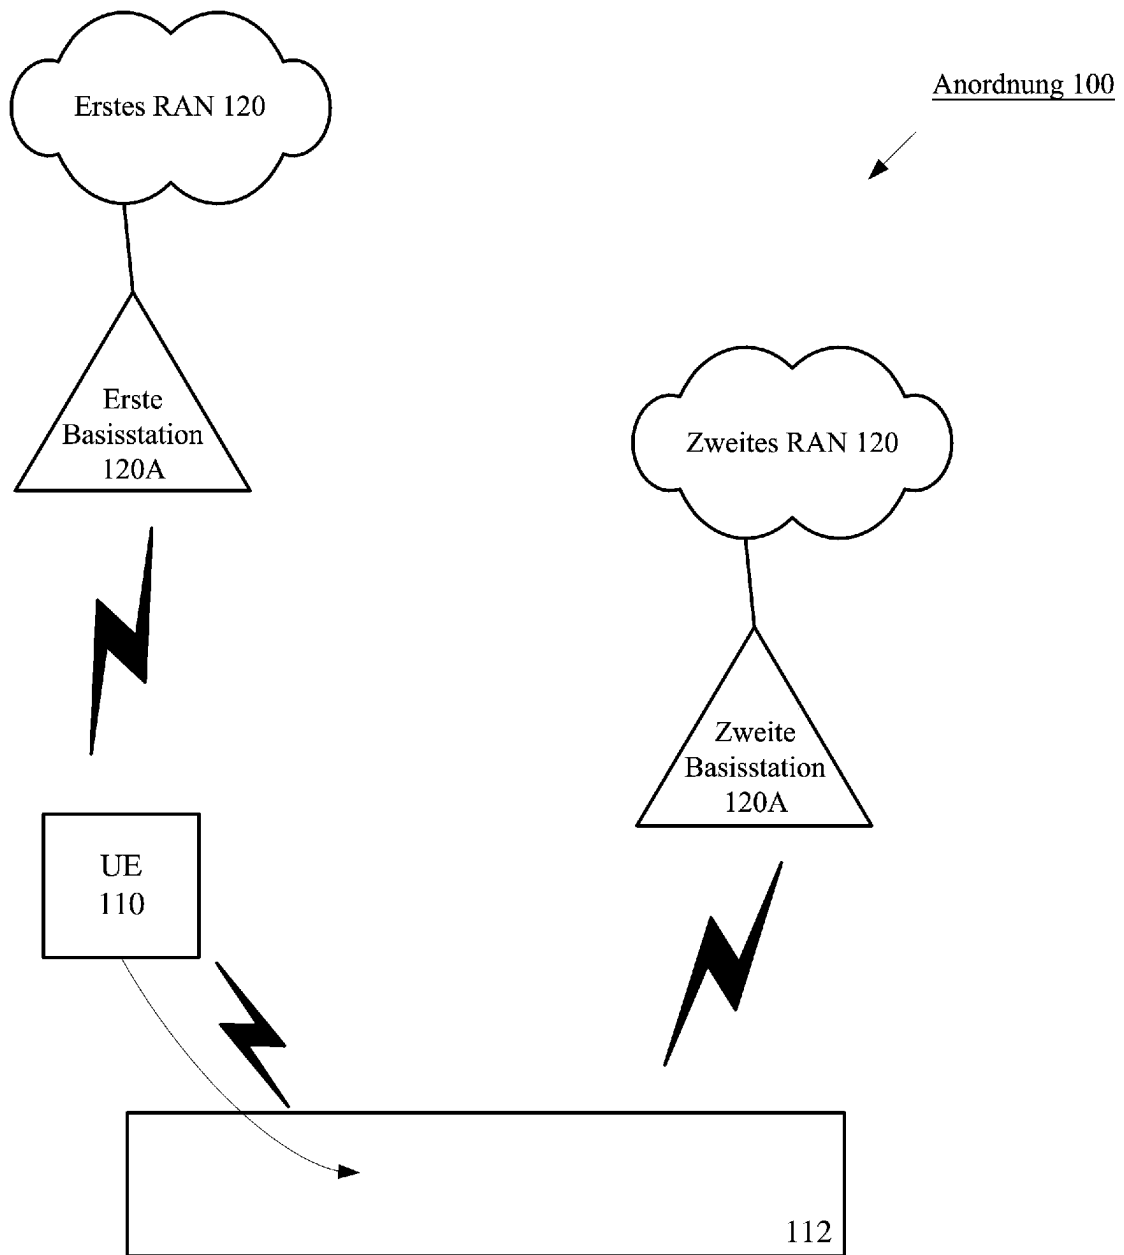 Erstes RAN 120
Anordnung 100
Erste
Basisstation
120A
Zweites RAN 120
Zweite
Basisstation
120A
UE
110
112